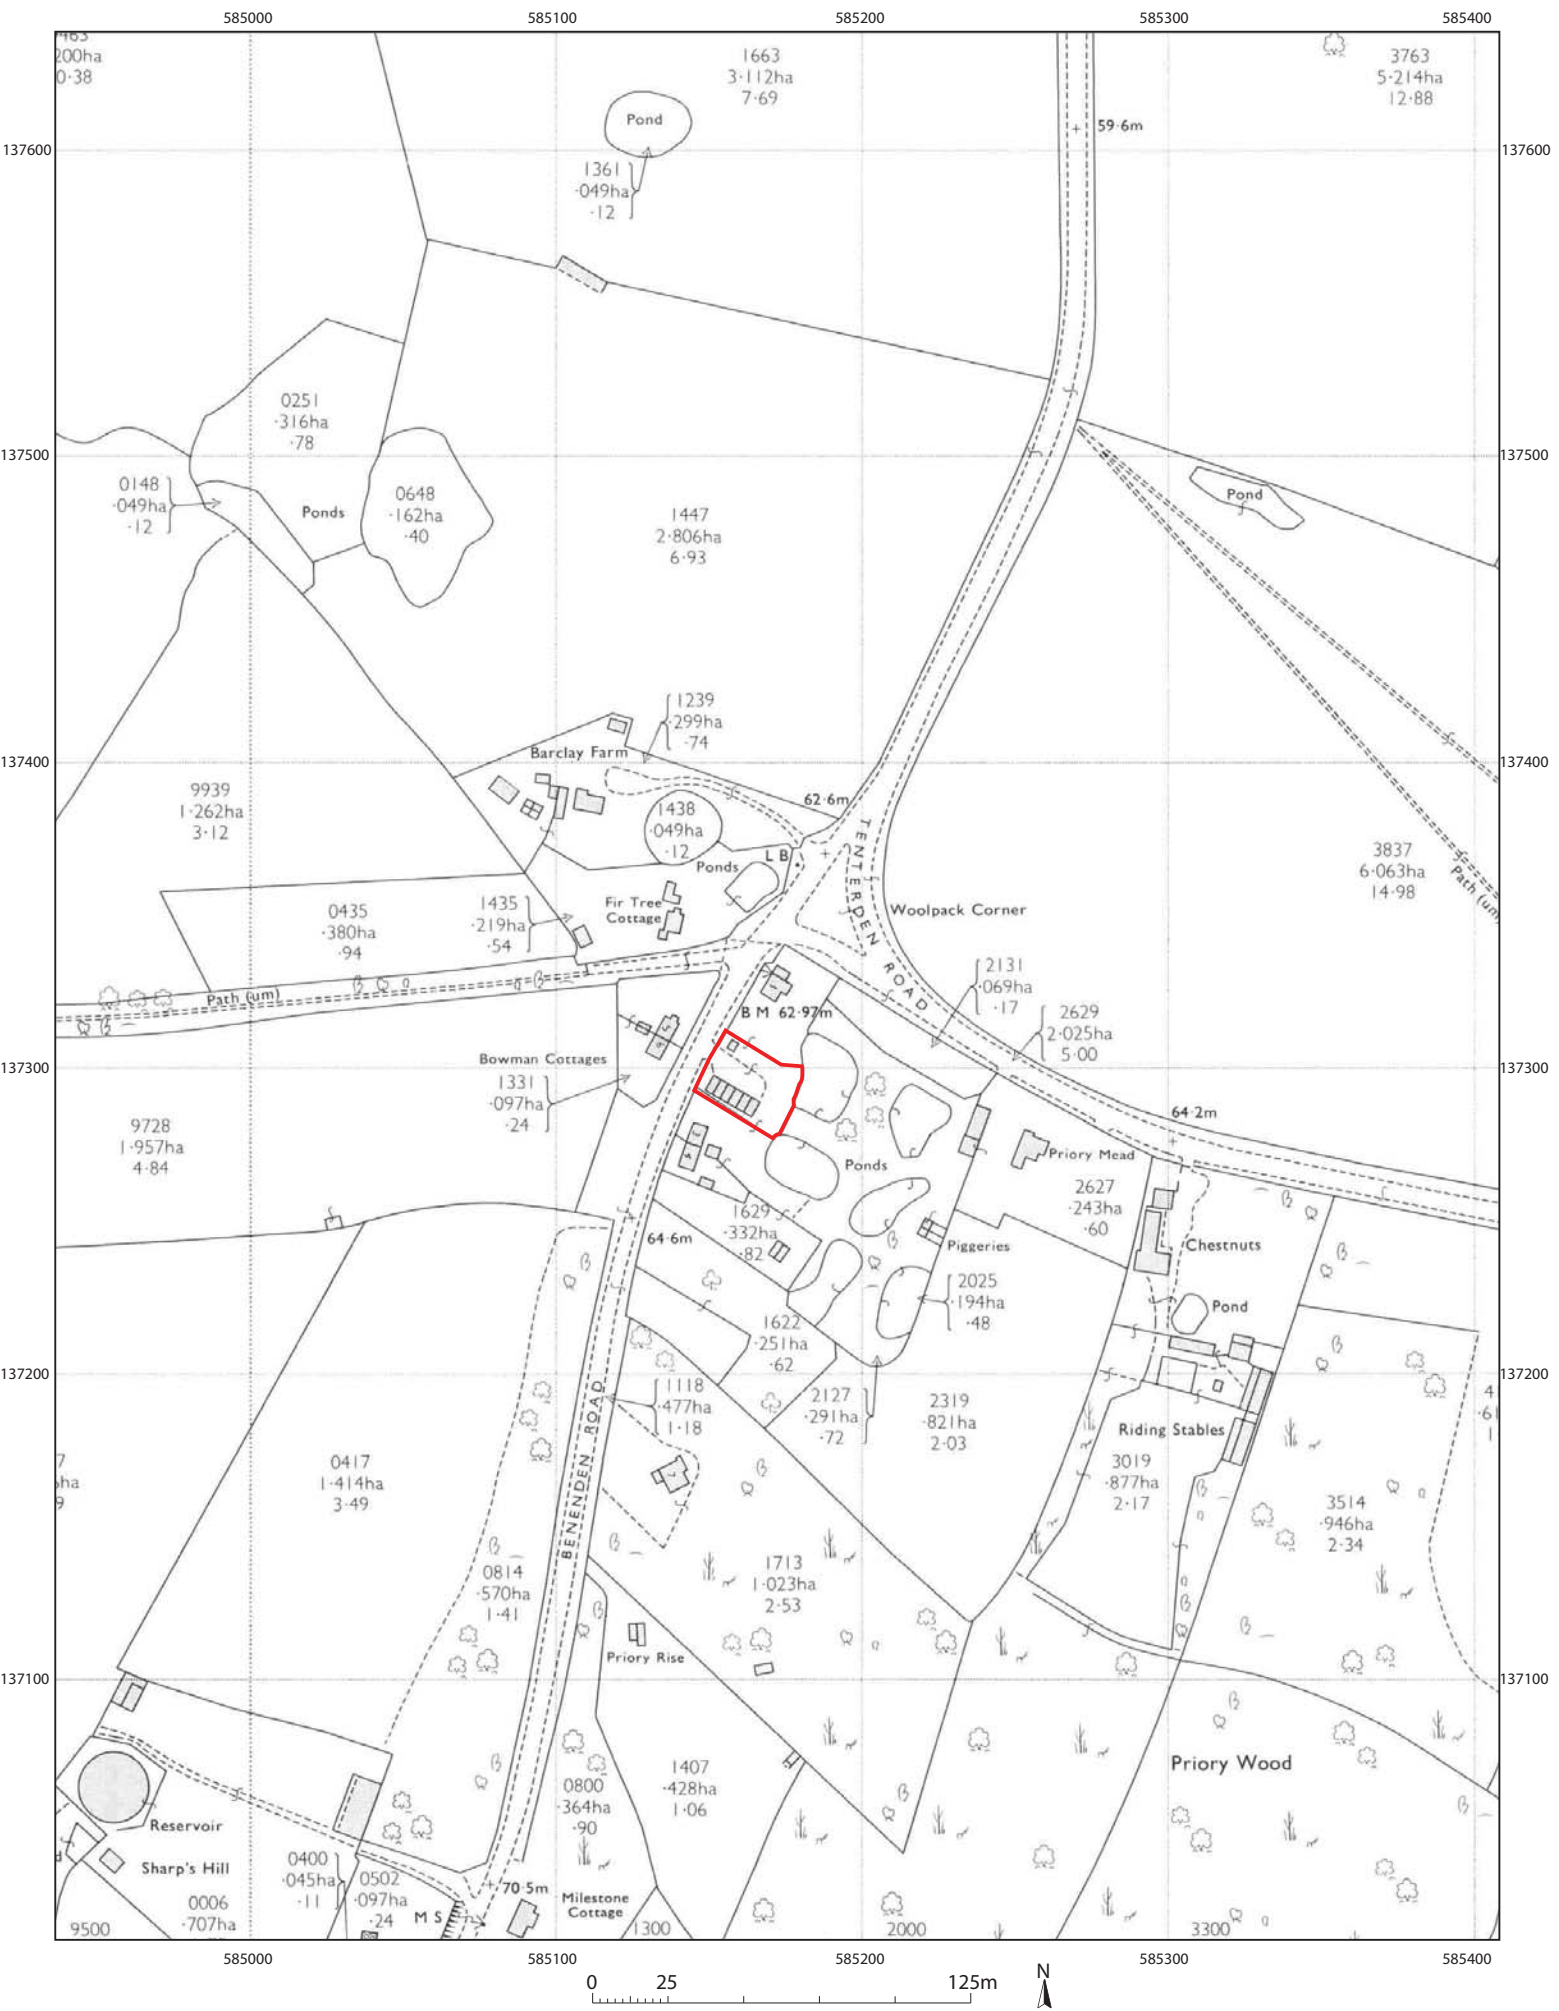 585000
585100
585200
585300
585400
463
200ha
0·38
1663
3·112ha
7·69
3763
5·214ha
12·88
Pond
59·6m
137600
137600
1361
·049ha
·12
0251
·316ha
·78
137500
137500
0148
·049ha
·12
Ponds
0648
·162ha
·40
1447
2·806ha
6·93
Pond
1239
·299ha
·74
Barclay Farm
137400
137400
9939
1·262ha
3·12
62·6m
1438
·049ha
·12
Ponds
L B
TENTERDEN ROAD
3837
6·063ha
14·98
Path (um)
0435
·380ha
·94
1435
·219ha
·54
Fir Tree
Cottage
Woolpack Corner
Path (um)
2131
·069ha
·17
2629
2·025ha
5·00
B M 62·97m
Bowman Cottages
1331
·097ha
·24
137300
137300
9728
1·957ha
4·84
64·2m
Priory Mead
Ponds
2627
·243ha
·60
1629
·332ha
·82
64·6m
Piggeries
Chestnuts
2025
·194ha
·48
Pond
1622
·251ha
·62
137200
137200
1118
·477ha
1·18
2127
·291ha
·72
2319
·821ha
2·03
4
·61
1
BENENDEN ROAD
Riding Stables
7
ha
9
0417
1·414ha
3·49
3019
·877ha
2·17
3514
·946ha
2·34
0814
·570ha
1·41
1713
1·023ha
2·53
Priory Rise
137100
137100
Priory Wood
0800
·364ha
·90
1407
·428ha
1·06
Reservoir
Sharp's Hill
d
0400
·045ha
·11
0502
·097ha
·24
70·5m
M S
Milestone
Cottage
0006
·707ha
9500
1300
2000
3300
585000
585100
585200
585300
585400
0 25 125m
N